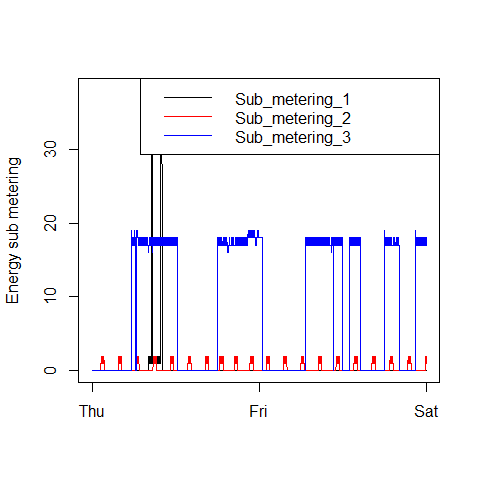 Sub_metering_1
Sub_metering_2
Sub_metering_3
Energy sub metering
30
20
10
0
Thu Fri Sat